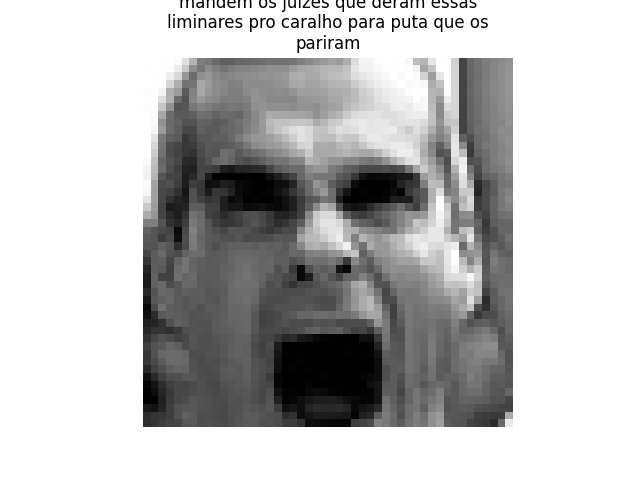 mandem os juízes que deram essas
liminares pro caralho para puta que os
pariram